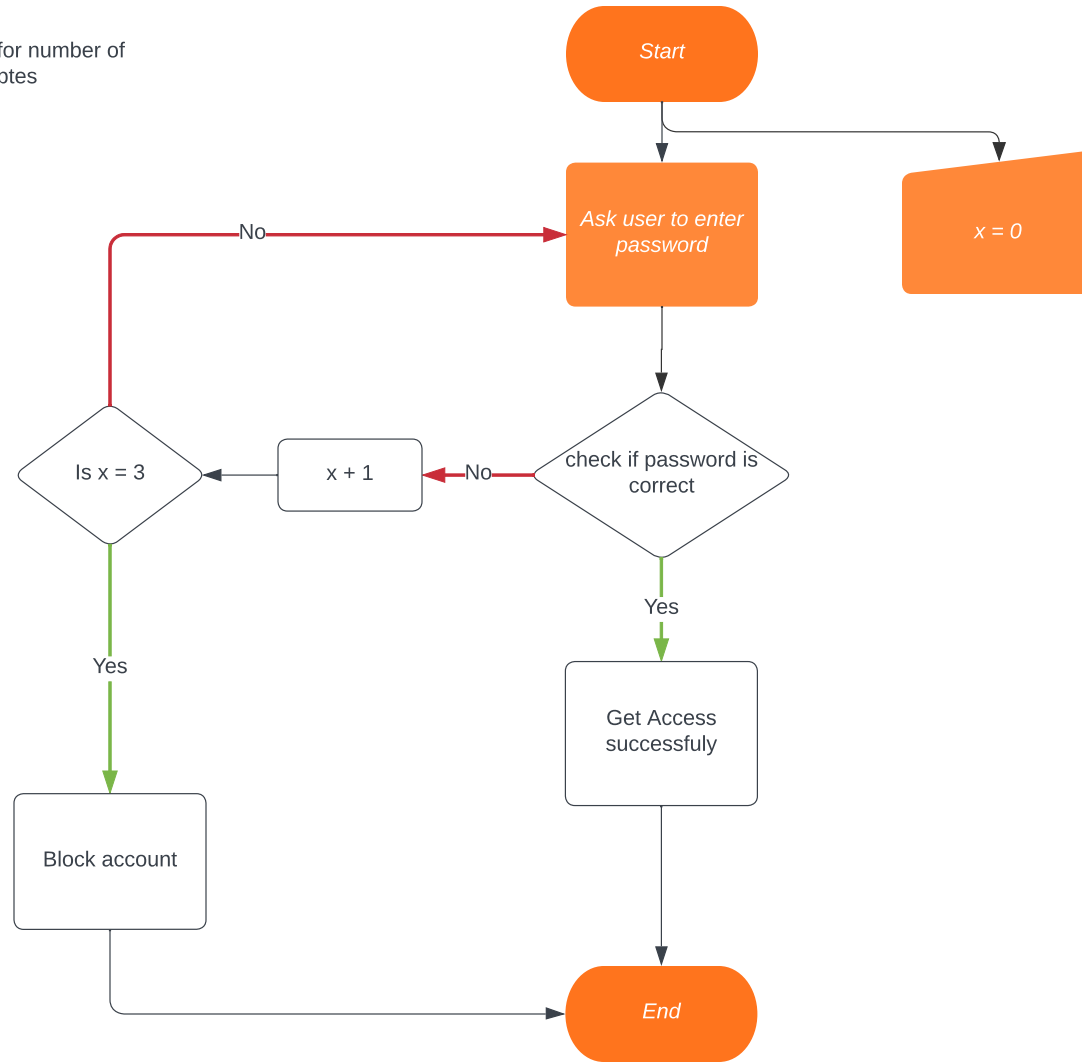 for number of
Start
Ask user to enter
password
x = 0
No
check if password is
correct
No
x + 1
Is x = 3
Yes
Yes
Get Access
successfuly
Block account
End